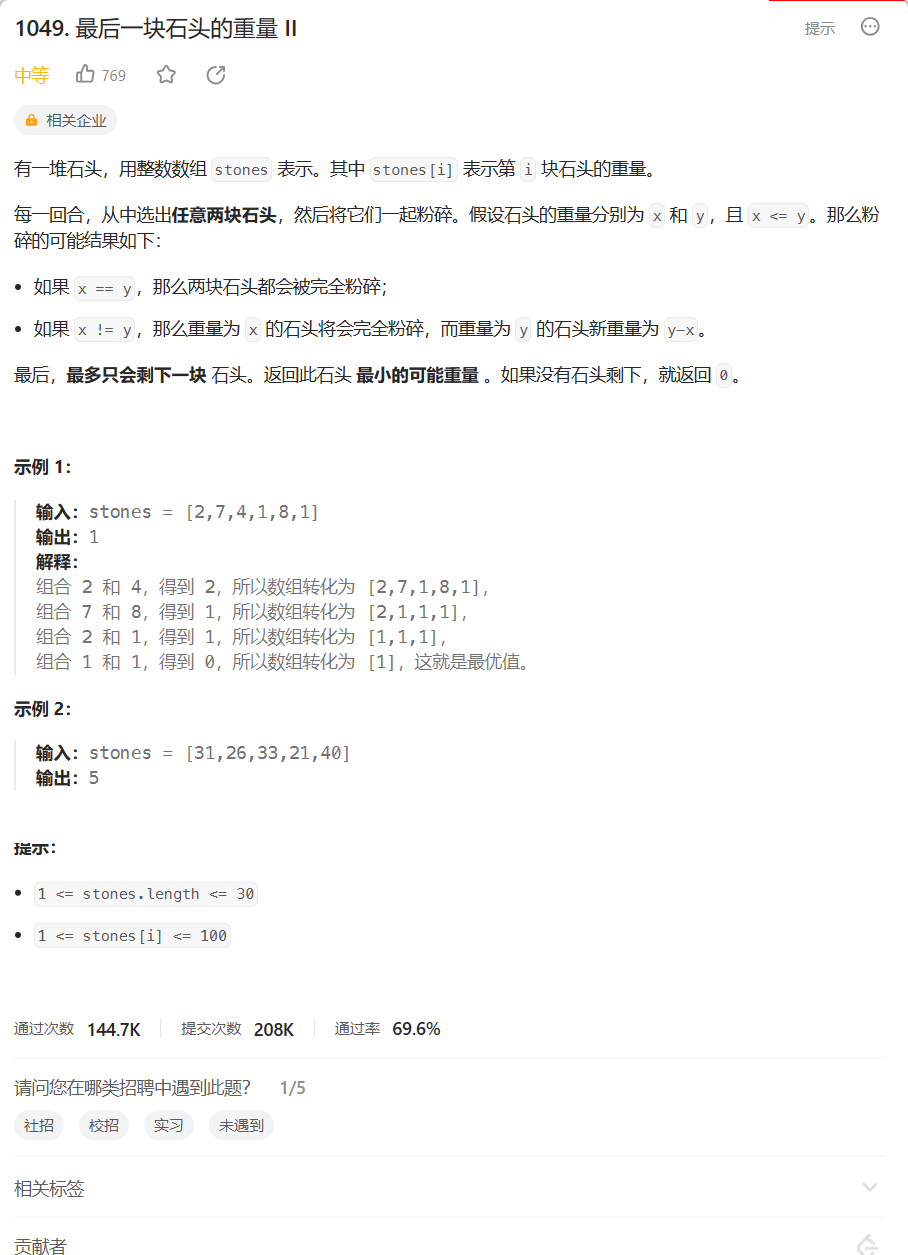 1049. 最后一块石头的重量 II
提示
中等 769
相关企业
有一堆石头，用整数数组 stones 表示。其中 stones[i] 表示第 i 块石头的重量。
每一回合，从中选出任意两块石头，然后将它们一起粉碎。假设石头的重量分别为 x 和 y，且 x <= y。那么粉
碎的可能结果如下：
• 如果 x == y，那么两块石头都会被完全粉碎；
• 如果 x != y，那么重量为 x 的石头将会完全粉碎，而重量为 y 的石头新重量为 y-x。
最后，最多只会剩下一块 石头。返回此石头 最小的可能重量 。如果没有石头剩下，就返回 0。
示例 1：
输入：stones = [2,7,4,1,8,1]
输出：1
解释：
组合 2 和 4，得到 2，所以数组转化为 [2,7,1,8,1]，
组合 7 和 8，得到 1，所以数组转化为 [2,1,1,1]，
组合 2 和 1，得到 1，所以数组转化为 [1,1,1]，
组合 1 和 1，得到 0，所以数组转化为 [1]，这就是最优值。
示例 2：
输入：stones = [31,26,33,21,40]
输出：5
提示：
• 1 <= stones.length <= 30
• 1 <= stones[i] <= 100
通过次数 144.7K 提交次数 208K 通过率 69.6%
请问您在哪类招聘中遇到此题？ 1/5
社招 校招 实习 未遇到
相关标签
贡献者